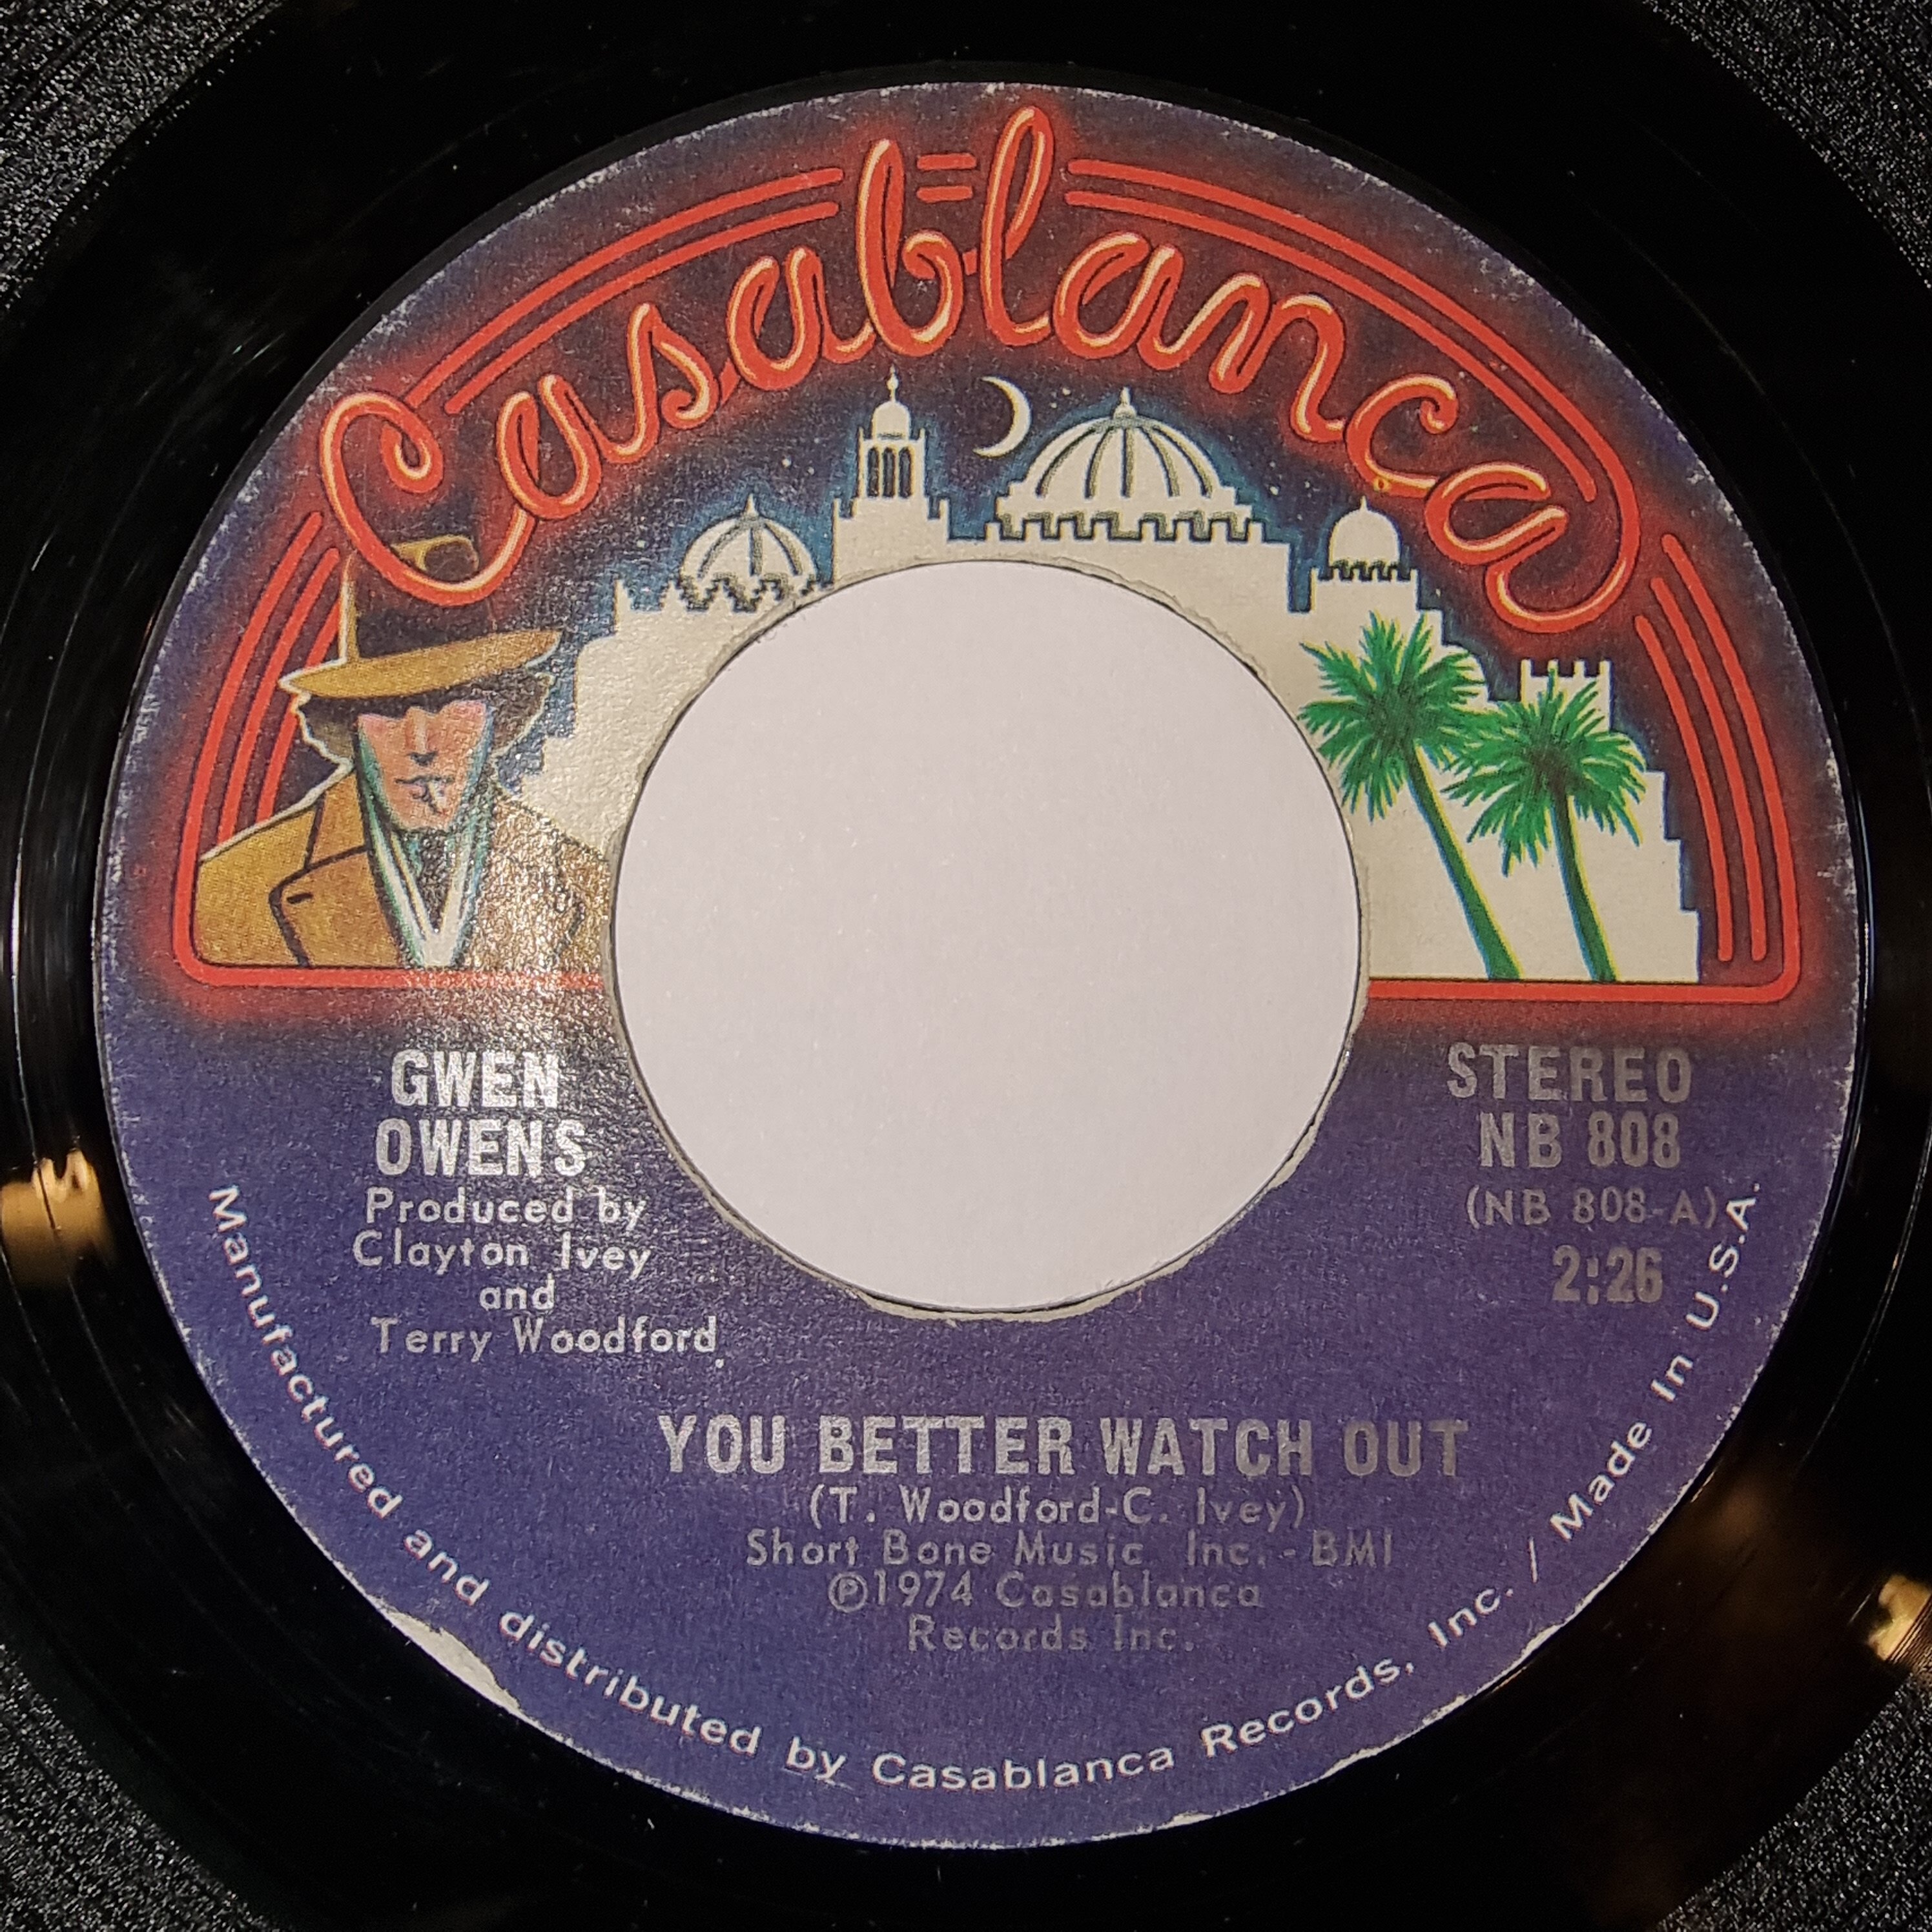 Casablanca
GWEN
OWENS
Produced by
Clayton Ivey
and
Terry Woodford
STEREO
NB 808
(NB 808-A)
2:26
YOU BETTER WATCH OUT
(T. Woodford-C. Ivey)
Short Bone Music Inc. - BMI
Ⓟ1974 Casablanca
Records Inc.
Manufactured and distributed by Casablanca Records, Inc. / Made In U.S.A.